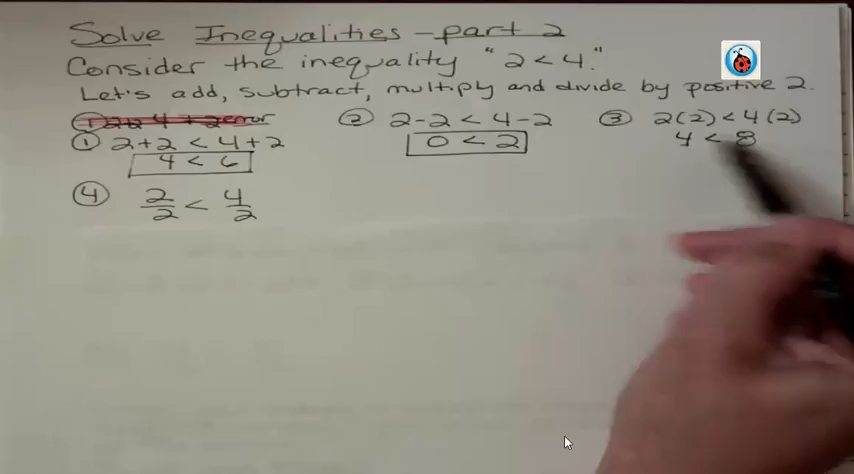 Solve Inequalities - part 2
Consider the inequality "2 < 4."
Let's add, subtract, multiply and divide by positive 2.
① 2+2 < 4+2
4 < 6
② 2-2 < 4-2
0 < 2
③ 2(2) < 4(2)
4 < 8
④ 2/2 < 4/2